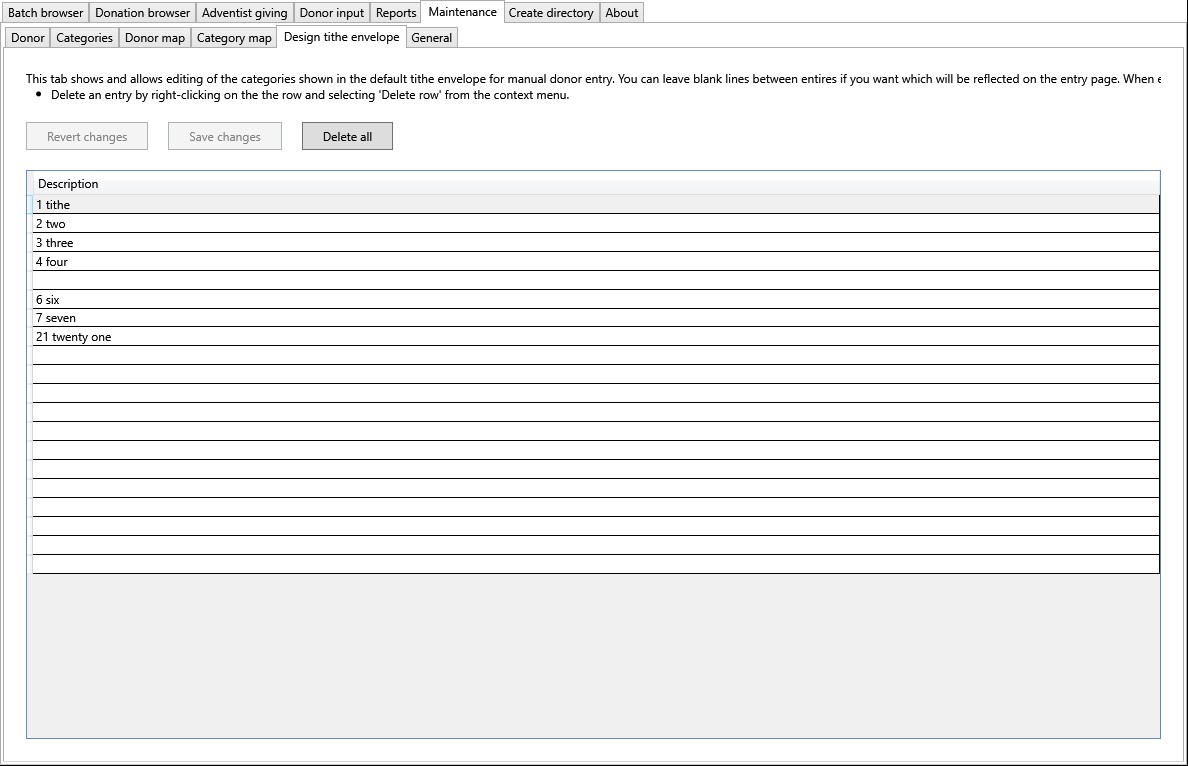 Batch browser Donation browser Adventist giving Donor input Reports Maintenance Create directory About
Donor Categories Donor map Category map Design tithe envelope General
This tab shows and allows editing of the categories shown in the default tithe envelope for manual donor entry. You can leave blank lines between entires if you want which will be reflected on the entry page. When
• Delete an entry by right-clicking on the the row and selecting 'Delete row' from the context menu.
Revert changes Save changes Delete all
Description
1 tithe
2 two
3 three
4 four
6 six
7 seven
21 twenty one